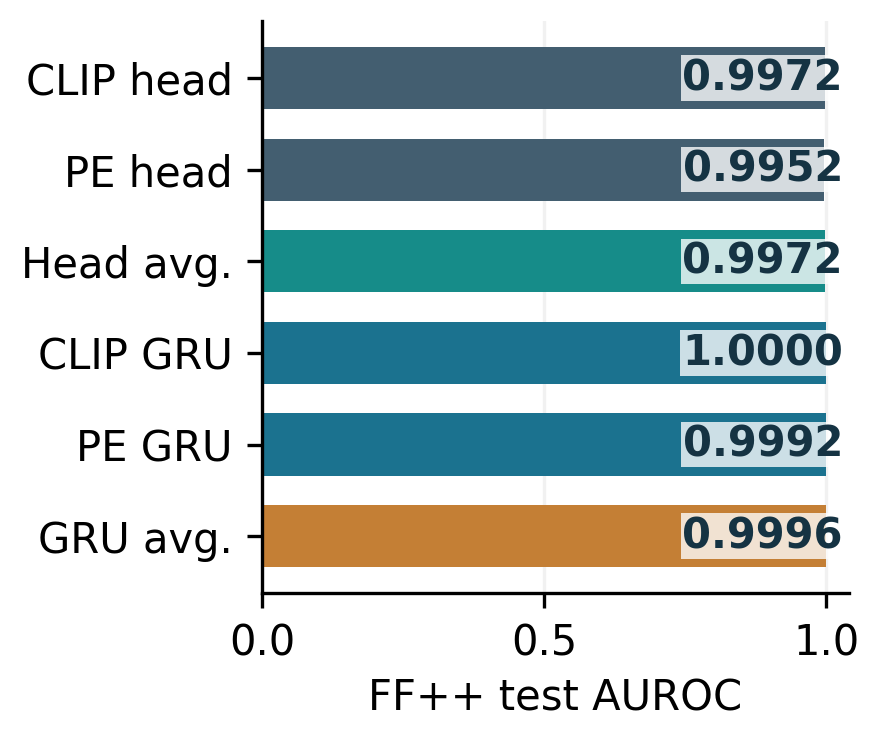 CLIP head 0.9972
PE head 0.9952
Head avg. 0.9972
CLIP GRU 1.0000
PE GRU 0.9992
GRU avg. 0.9996
0.0 0.5 1.0
FF++ test AUROC